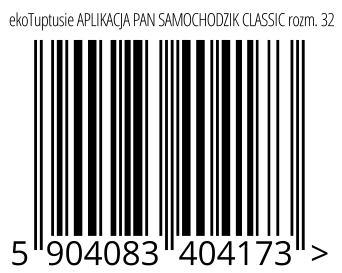 ekoTuptusie APLIKACJA PAN SAMOCHODZIK CLASSIC rozm. 32
5 904083 404173 >